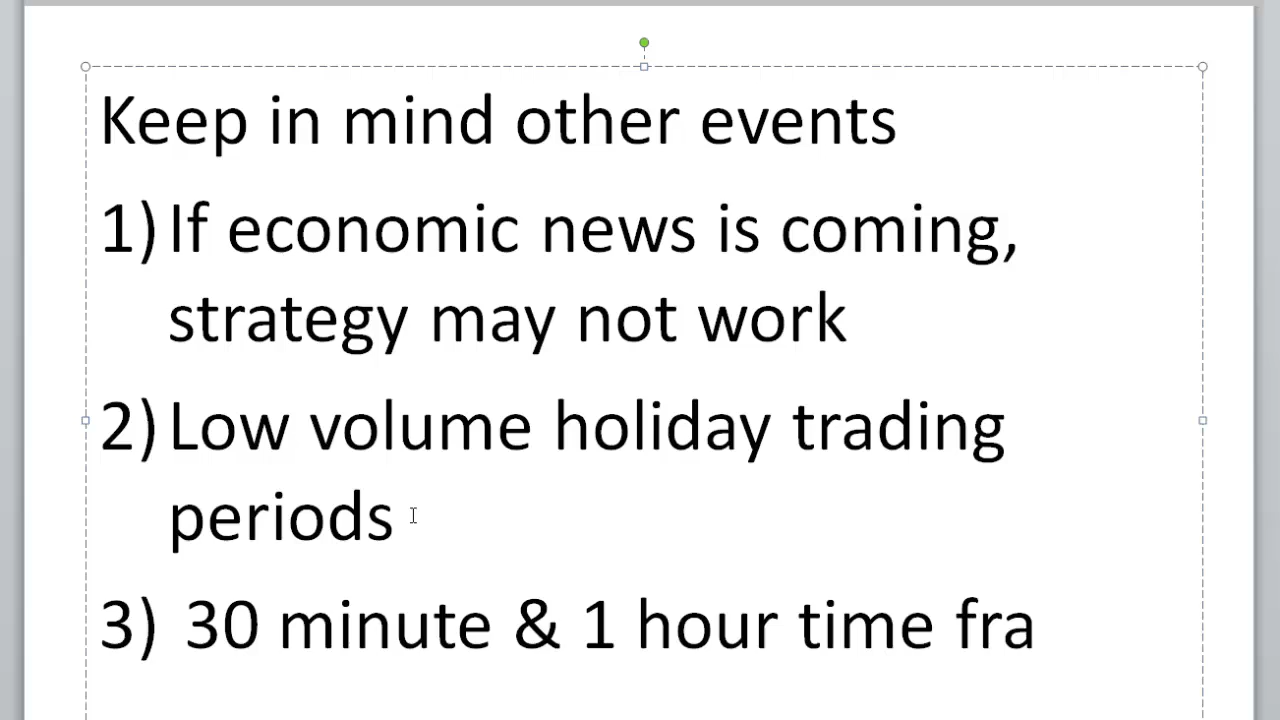 Keep in mind other events
1) If economic news is coming,
strategy may not work
2) Low volume holiday trading
periods
3) 30 minute & 1 hour time fra